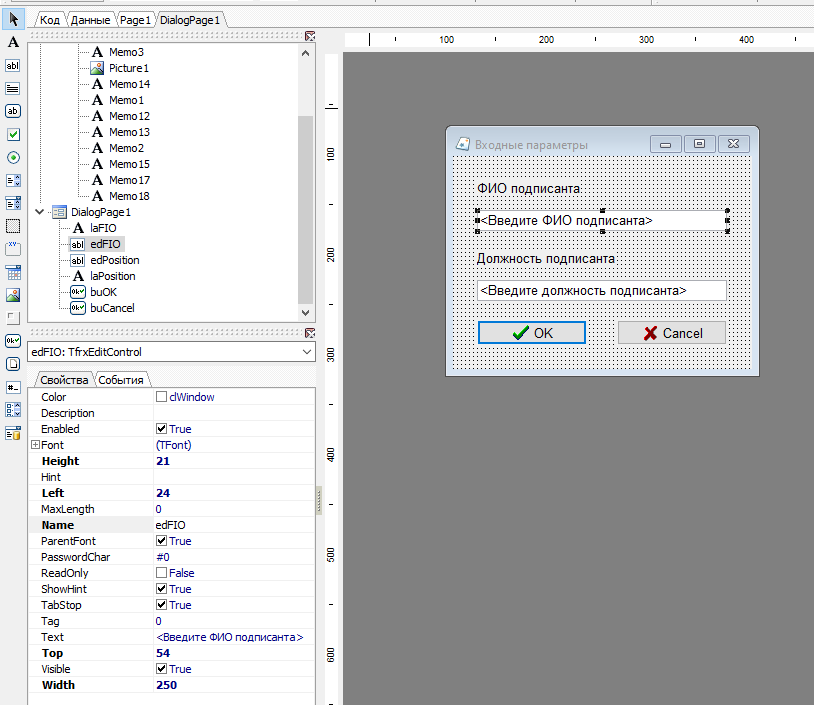 Код Данные Page1 DialogPage1
A Memo3
Picture1
A Memo14
A Memo1
A Memo12
A Memo13
A Memo2
A Memo15
A Memo17
A Memo18
DialogPage1
A laFIO
abl edFIO
abl edPosition
A laPosition
buOK
buCancel
edFIO: TfrxEditControl
Свойства События
Color clWindow
Description
Enabled True
Font (TFont)
Height 21
Hint
Left 24
MaxLength 0
Name edFIO
ParentFont True
PasswordChar #0
ReadOnly False
ShowHint True
TabStop True
Tag 0
Text <Введите ФИО подписанта>
Top 54
Visible True
Width 250
100 200 300 400
100
200
300
400
500
600
Входные параметры
ФИО подписанта
<Введите ФИО подписанта>
Должность подписанта
<Введите должность подписанта>
OK Cancel